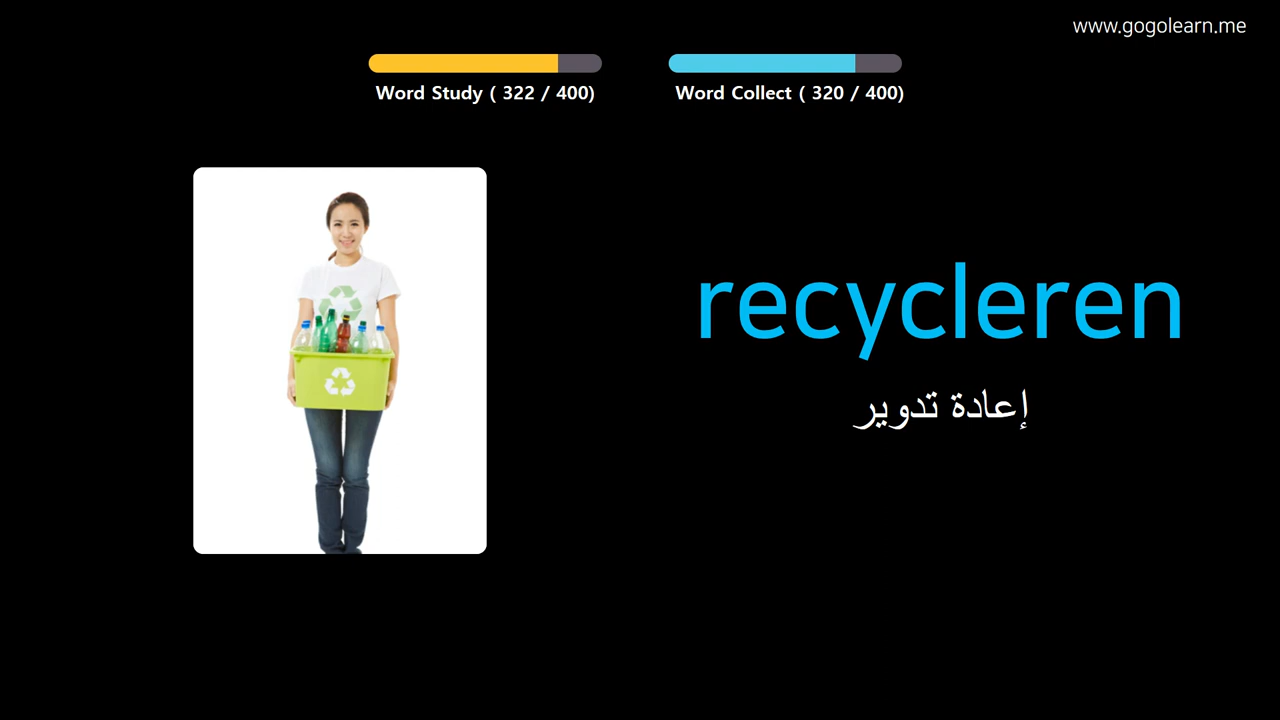 www.gogolearn.me
Word Study ( 322 / 400)
Word Collect ( 320 / 400)
recycleren
إعادة تدوير